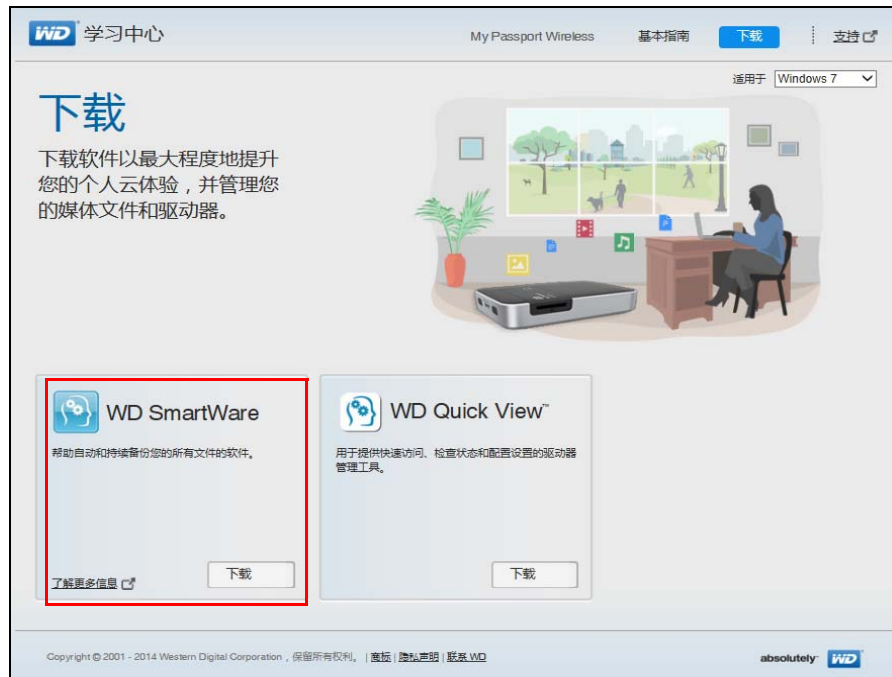 WD 学习中心
My Passport Wireless 基本指南 下载 支持
适用于 Windows 7
下载
下载软件以最大程度地提升
您的个人云体验，并管理您
的媒体文件和驱动器。
WD SmartWare
帮助自动和持续备份您的所有文件的软件。
了解更多信息
下载
WD Quick View™
用于提供快速访问、检查状态和配置设置的驱动器
管理工具。
下载
Copyright © 2001 - 2014 Western Digital Corporation，保留所有权利。 | 商标 | 隐私声明 | 联系 WD
absolutely WD